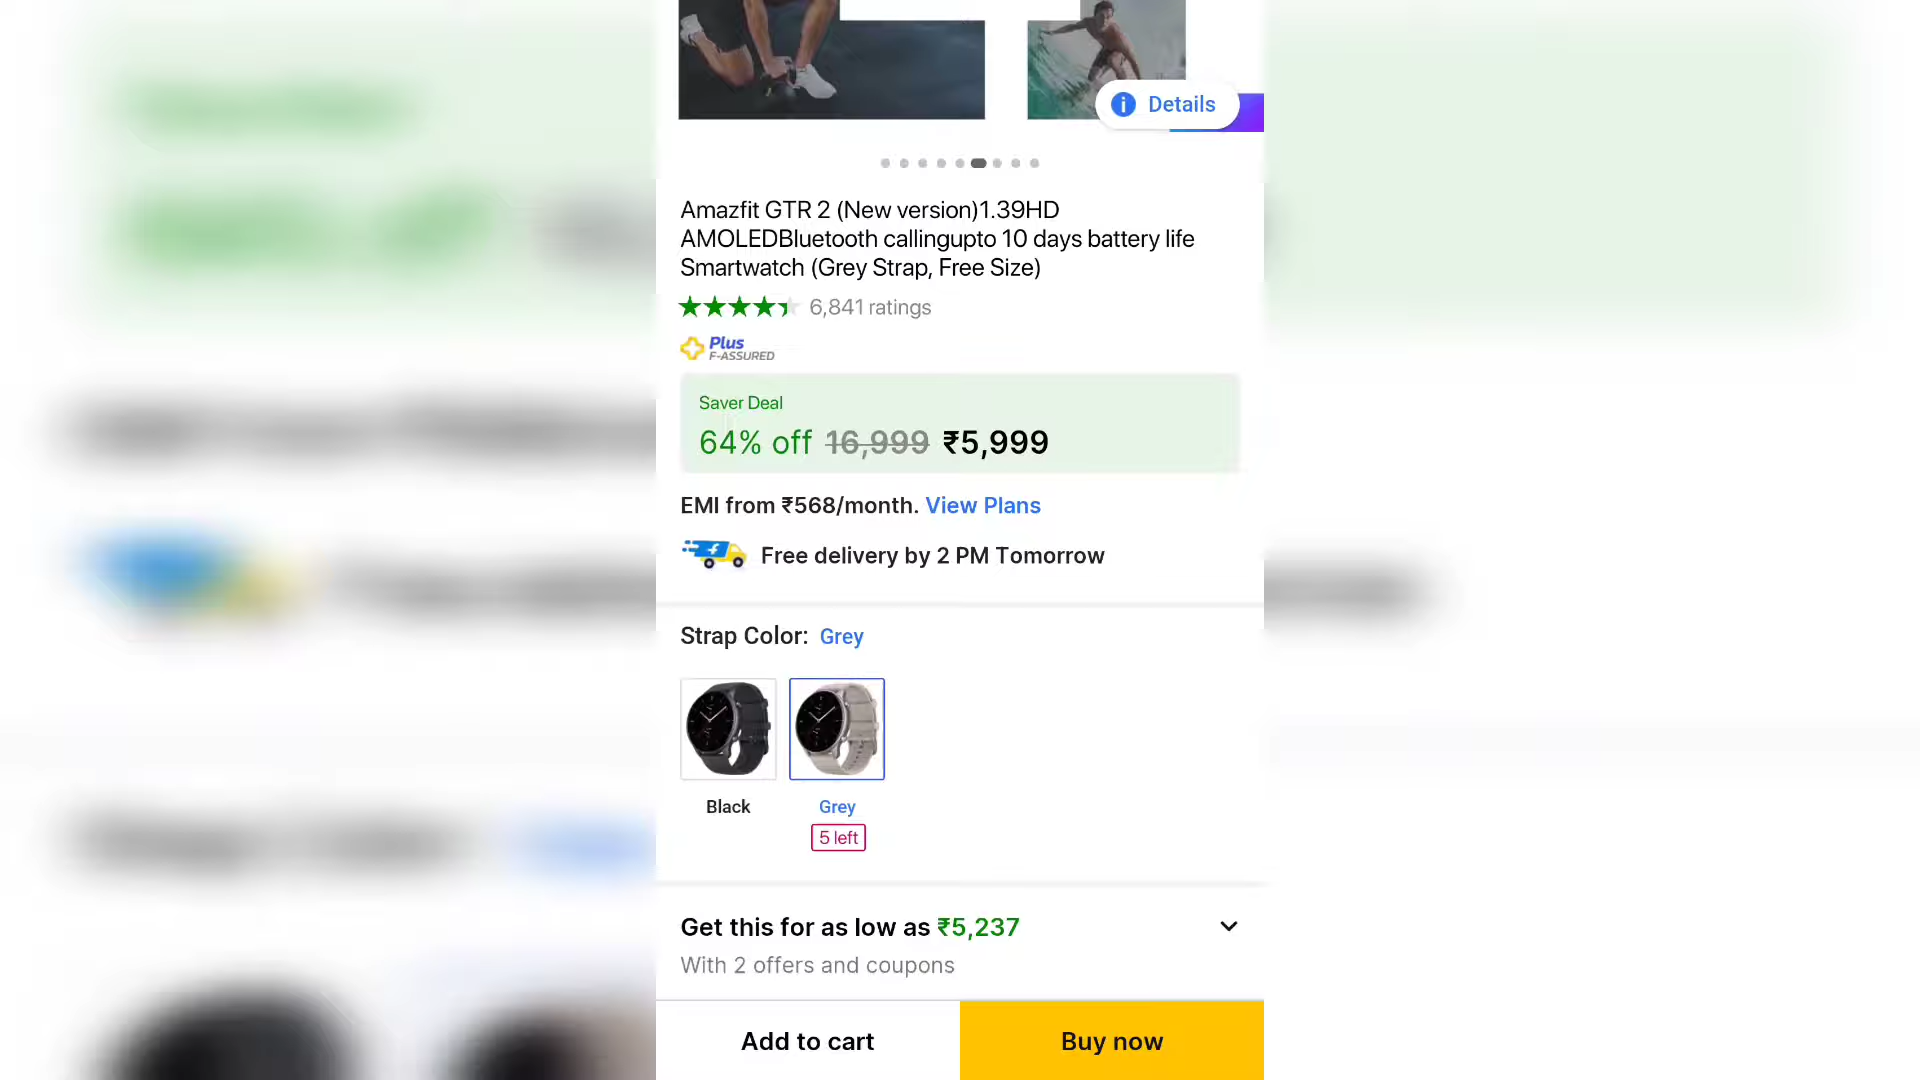 Details
Amazfit GTR 2 (New version)1.39HD
AMOLEDBluetooth callingupto 10 days battery life
Smartwatch (Grey Strap, Free Size)
6,841 ratings
Plus
F-ASSURED
Saver Deal
64% off 16,999 ₹5,999
EMI from ₹568/month. View Plans
Free delivery by 2 PM Tomorrow
Strap Color: Grey
Black
Grey
5 left
Get this for as low as ₹5,237
With 2 offers and coupons
Add to cart
Buy now